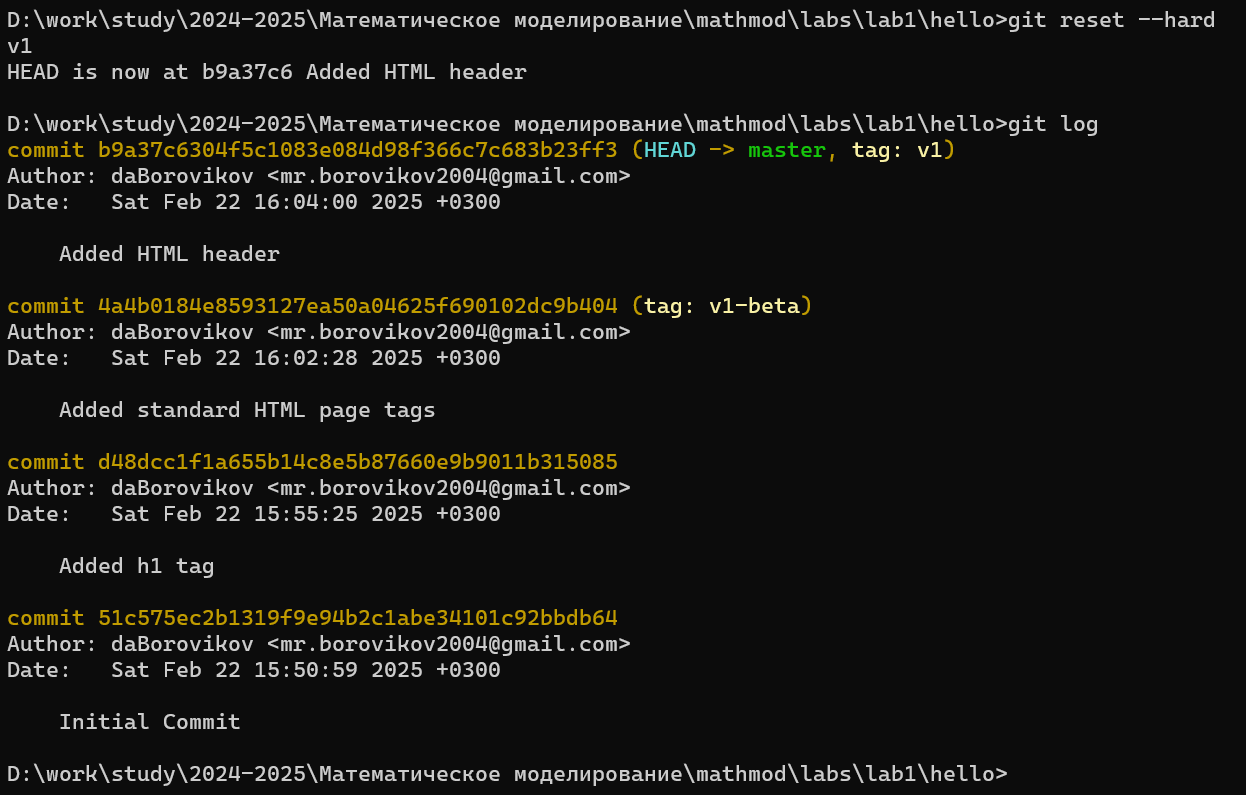 D:\work\study\2024-2025\Математическое моделирование\mathmod\labs\lab1\hello>git reset --hard
v1
HEAD is now at b9a37c6 Added HTML header
D:\work\study\2024-2025\Математическое моделирование\mathmod\labs\lab1\hello>git log
commit b9a37c6304f5c1083e084d98f366c7c683b23ff3 (HEAD -> master, tag: v1)
Author: daBorovikov <mr.borovikov2004@gmail.com>
Date:   Sat Feb 22 16:04:00 2025 +0300
    Added HTML header
commit 4a4b0184e8593127ea50a04625f690102dc9b404 (tag: v1-beta)
Author: daBorovikov <mr.borovikov2004@gmail.com>
Date:   Sat Feb 22 16:02:28 2025 +0300
    Added standard HTML page tags
commit d48dcc1f1a655b14c8e5b87660e9b9011b315085
Author: daBorovikov <mr.borovikov2004@gmail.com>
Date:   Sat Feb 22 15:55:25 2025 +0300
    Added h1 tag
commit 51c575ec2b1319f9e94b2c1abe34101c92bbdb64
Author: daBorovikov <mr.borovikov2004@gmail.com>
Date:   Sat Feb 22 15:50:59 2025 +0300
    Initial Commit
D:\work\study\2024-2025\Математическое моделирование\mathmod\labs\lab1\hello>